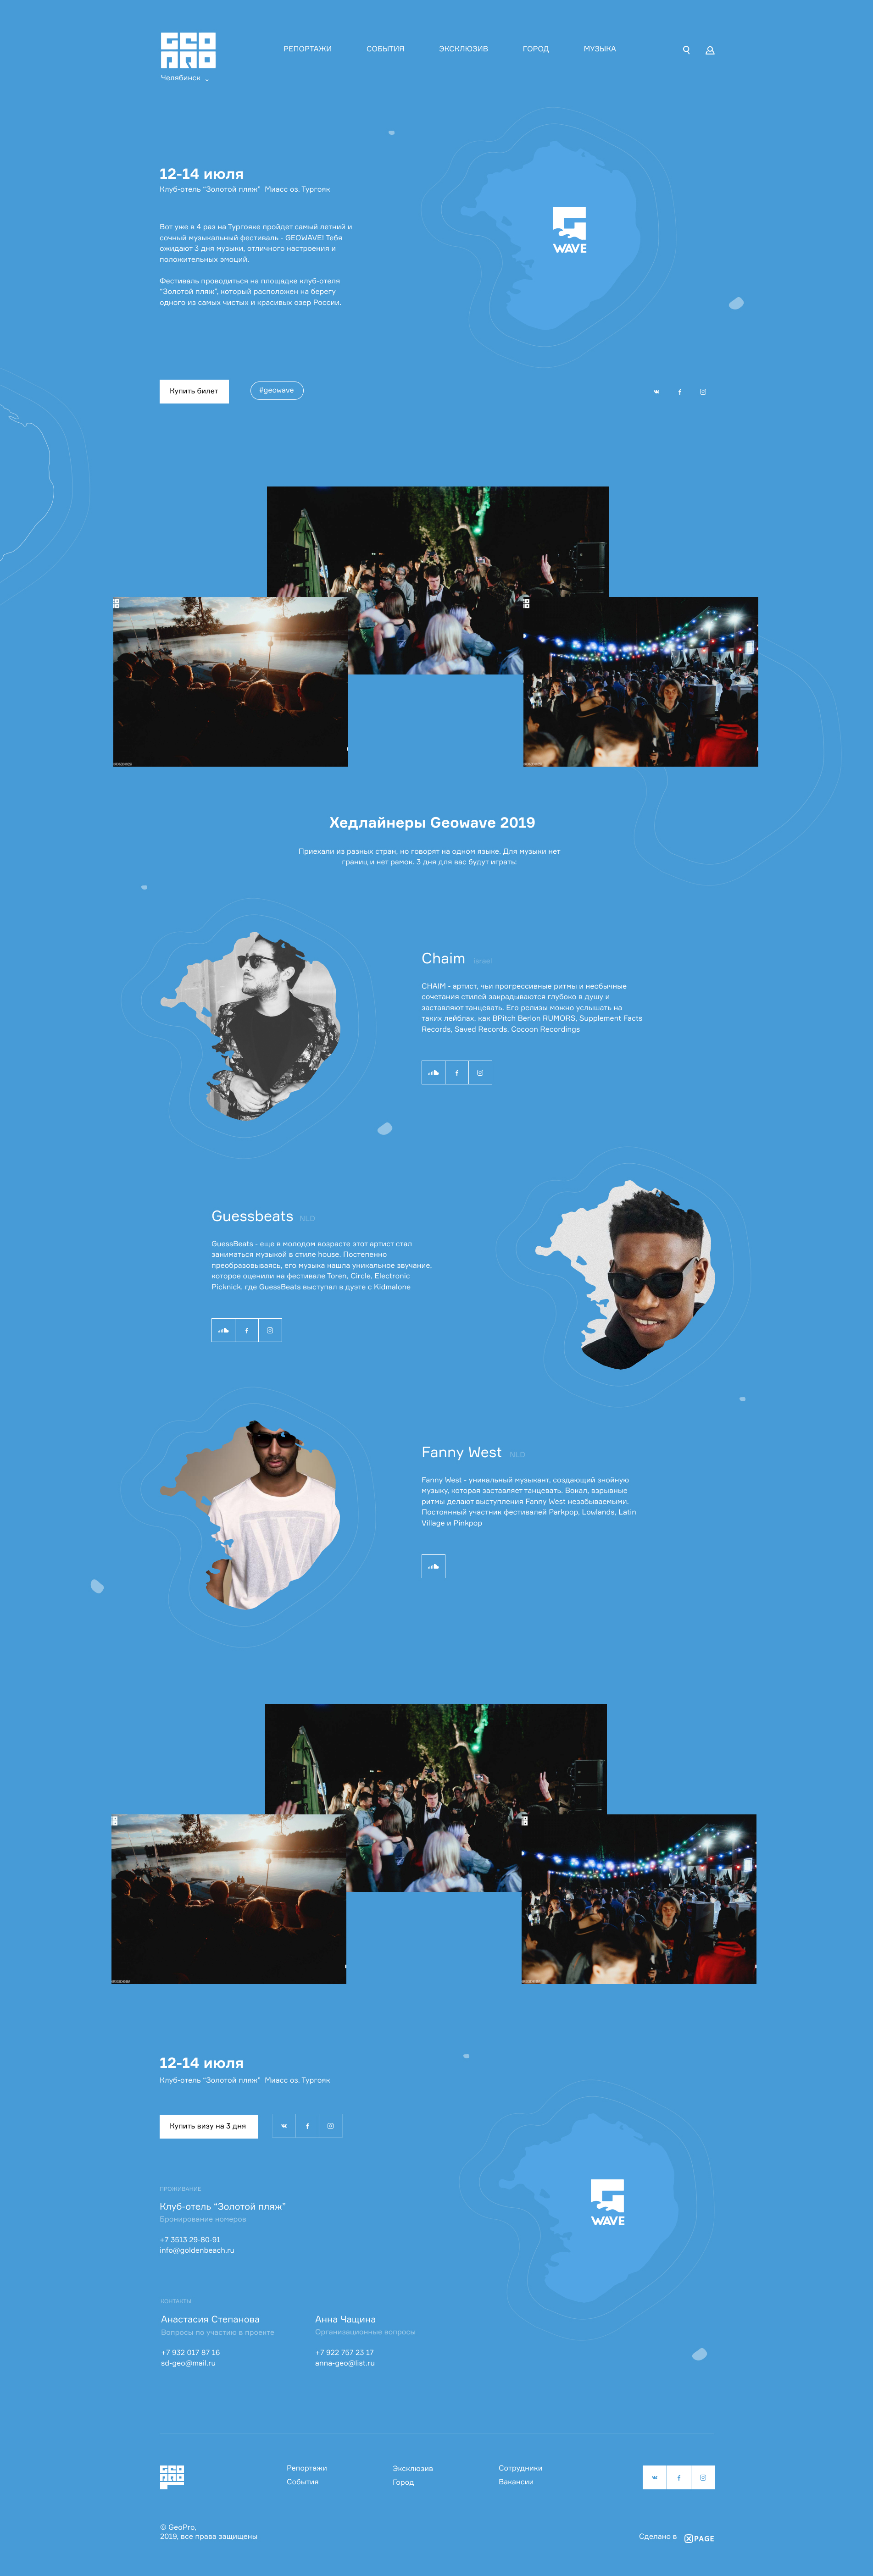 GEO
PRO
Челябинск
РЕПОРТАЖИ
СОБЫТИЯ
ЭКСКЛЮЗИВ
ГОРОД
МУЗЫКА
12-14 июля
Клуб-отель “Золотой пляж” Миасс оз. Тургояк
Вот уже в 4 раз на Тургояке пройдет самый летний и
сочный музыкальный фестиваль - GEOWAVE! Тебя
ожидают 3 дня музыки, отличного настроения и
положительных эмоций.
Фестиваль проводиться на площадке клуб-отеля
“Золотой пляж”, который расположен на берегу
одного из самых чистых и красивых озер России.
G
WAVE
Купить билет
#geowave
Хедлайнеры Geowave 2019
Приехали из разных стран, но говорят на одном языке. Для музыки нет
границ и нет рамок. 3 дня для вас будут играть:
Chaim
CHAIM - артист, чьи прогрессивные ритмы и необычные
сочетания стилей закрадываются глубоко в душу и
заставляют танцевать. Его релизы можно услышать на
таких лейблах, как BPitch Berlon RUMORS, Supplement Facts
Records, Saved Records, Cocoon Recordings
Guessbeats NLD
GuessBeats - еще в молодом возрасте этот артист стал
заниматься музыкой в стиле house. Постепенно
преобразовываясь, его музыка нашла уникальное звучание,
которое оценили на фестивале Toren, Circle, Electronic
Picknick, где GuessBeats выступал в дуэте с Kidmalone
Fanny West NLD
Fanny West - уникальный музыкант, создающий знойную
музыку, которая заставляет танцевать. Вокал, взрывные
ритмы делают выступления Fanny West незабываемыми.
Постоянный участник фестивалей Parkpop, Lowlands, Latin
Village и Pinkpop
12-14 июля
Клуб-отель “Золотой пляж” Миасс оз. Тургояк
Купить визу на 3 дня
ПРОЖИВАНИЕ
Клуб-отель “Золотой пляж”
Бронирование номеров
+7 3513 29-80-91
info@goldenbeach.ru
G
WAVE
КОНТАКТЫ
Анастасия Степанова
Вопросы по участию в проекте
+7 932 017 87 16
sd-geo@mail.ru
Анна Чащина
Организационные вопросы
+7 922 757 23 17
anna-geo@list.ru
GEO
PRO
Репортажи
События
Эксклюзив
Город
Сотрудники
Вакансии
© GeoPro,
2019, все права защищены
Сделано в XPAGE